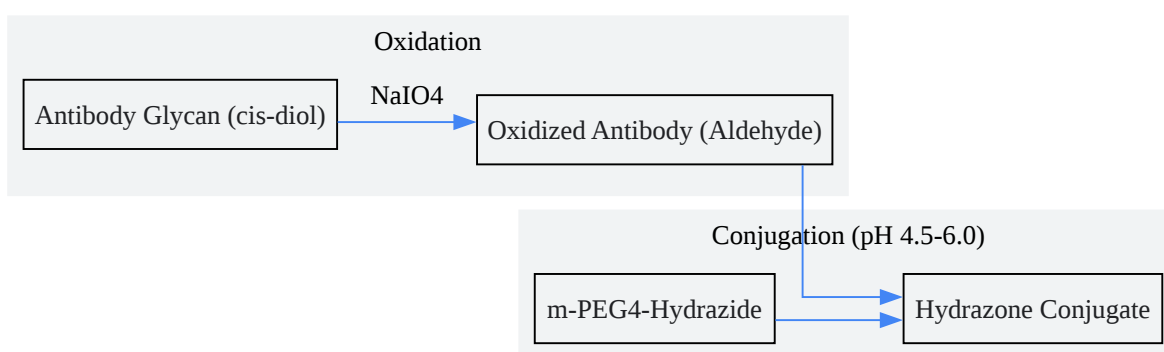 Oxidation
Antibody Glycan (cis-diol)
NaIO4
Oxidized Antibody (Aldehyde)
Conjugation (pH 4.5-6.0)
m-PEG4-Hydrazide
Hydrazone Conjugate